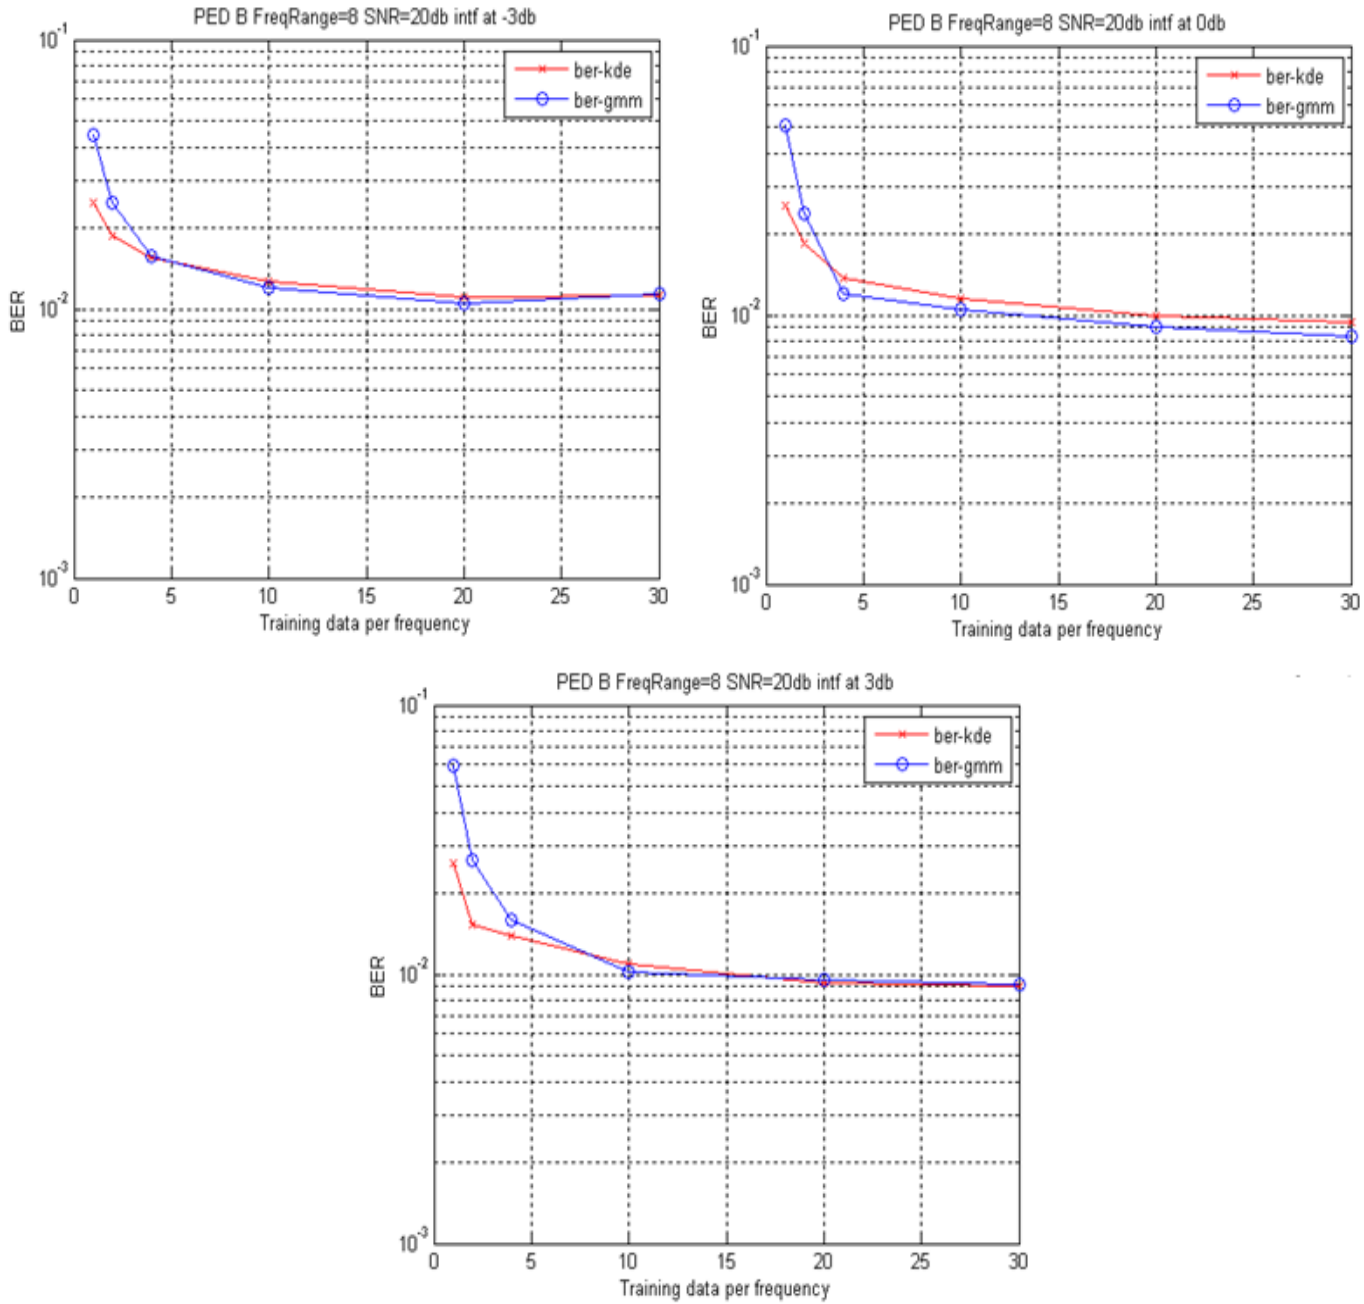 PED B FreqRange=8 SNR=20db intf at -3db
10-1
ber-kde
ber-gmm
BER
10-2
10-3
0 5 10 15 20 25 30
Training data per frequency
PED B FreqRange=8 SNR=20db intf at 0db
10-1
ber-kde
ber-gmm
BER
10-2
10-3
0 5 10 15 20 25 30
Training data per frequency
PED B FreqRange=8 SNR=20db intf at 3db
10-1
ber-kde
ber-gmm
BER
10-2
10-3
0 5 10 15 20 25 30
Training data per frequency